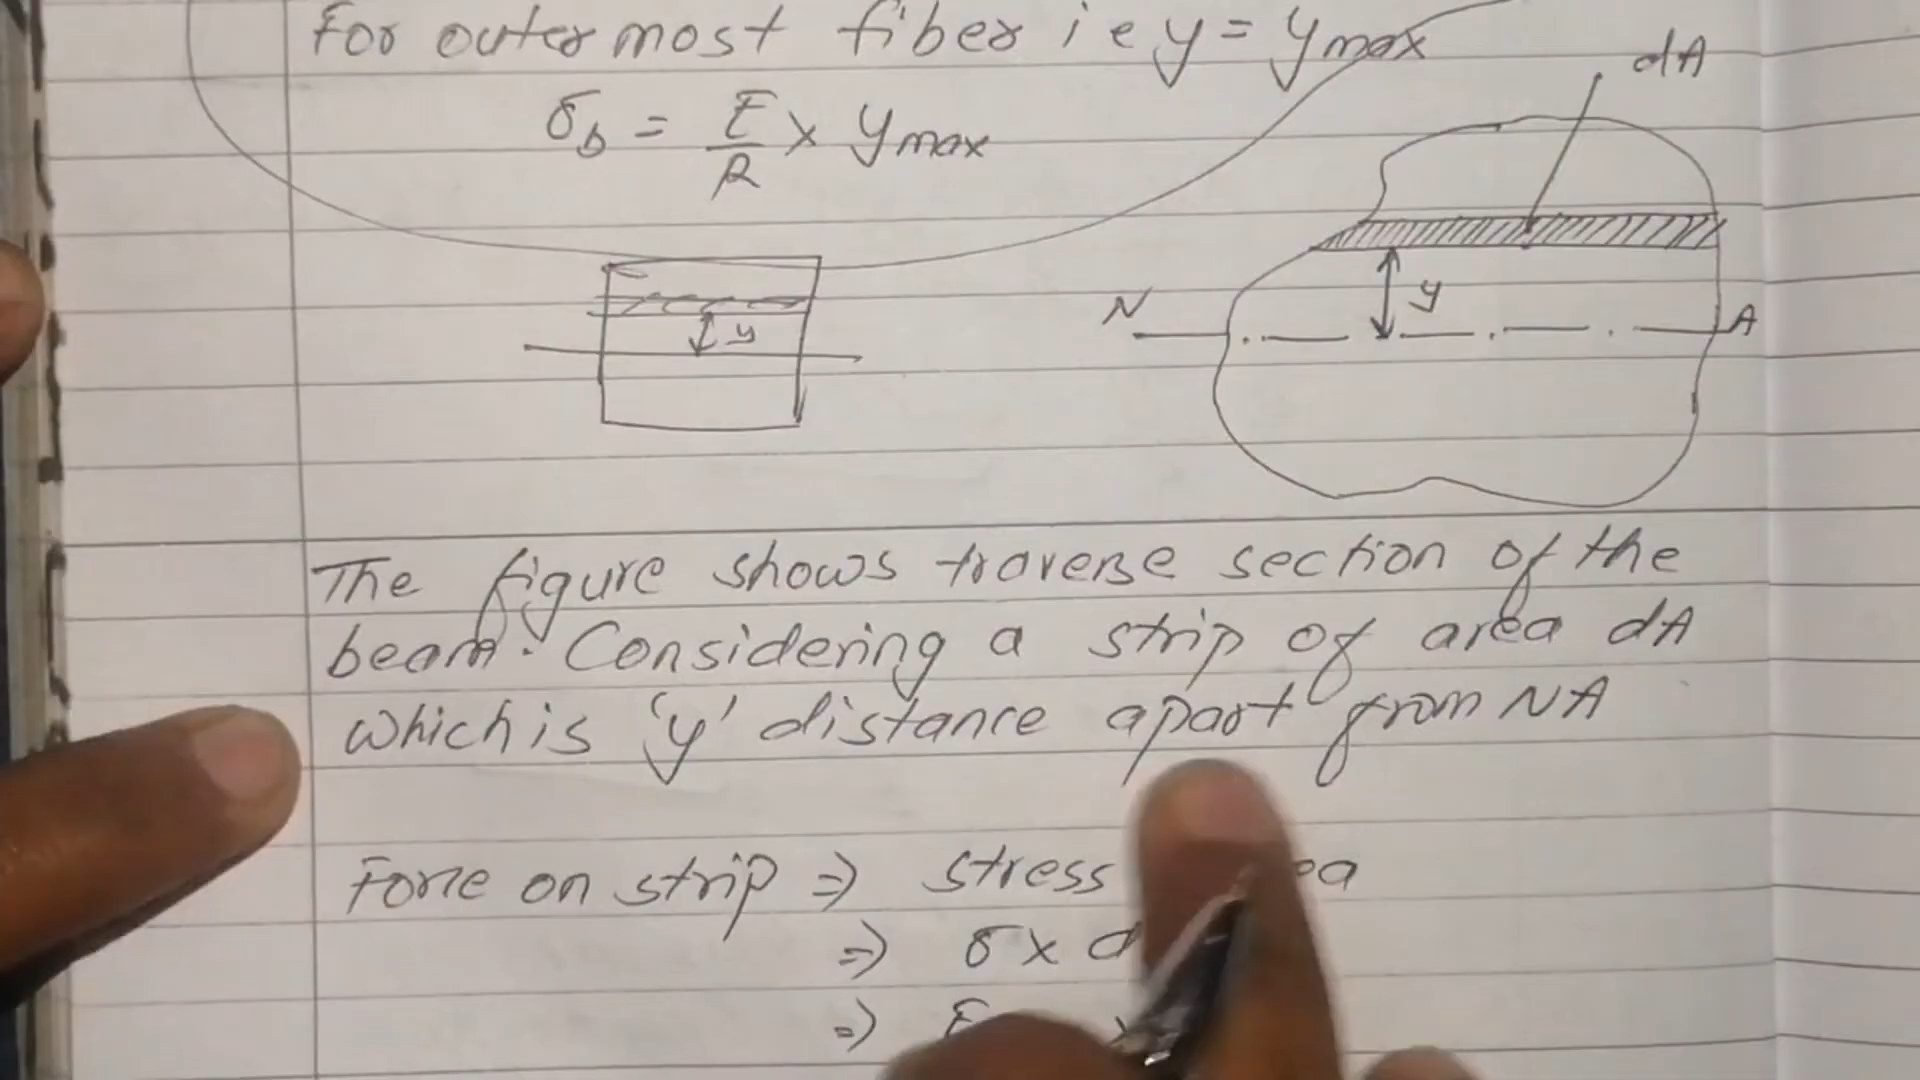 For outermost fiber i e y = ymax
σb = E/R × ymax
dA
y
N
y
A
The figure shows traverse section of the
beam. Considering a strip of area dA
which is 'y' distance apart from NA
Force on strip ⇒ stress
⇒ σ ×
⇒ E